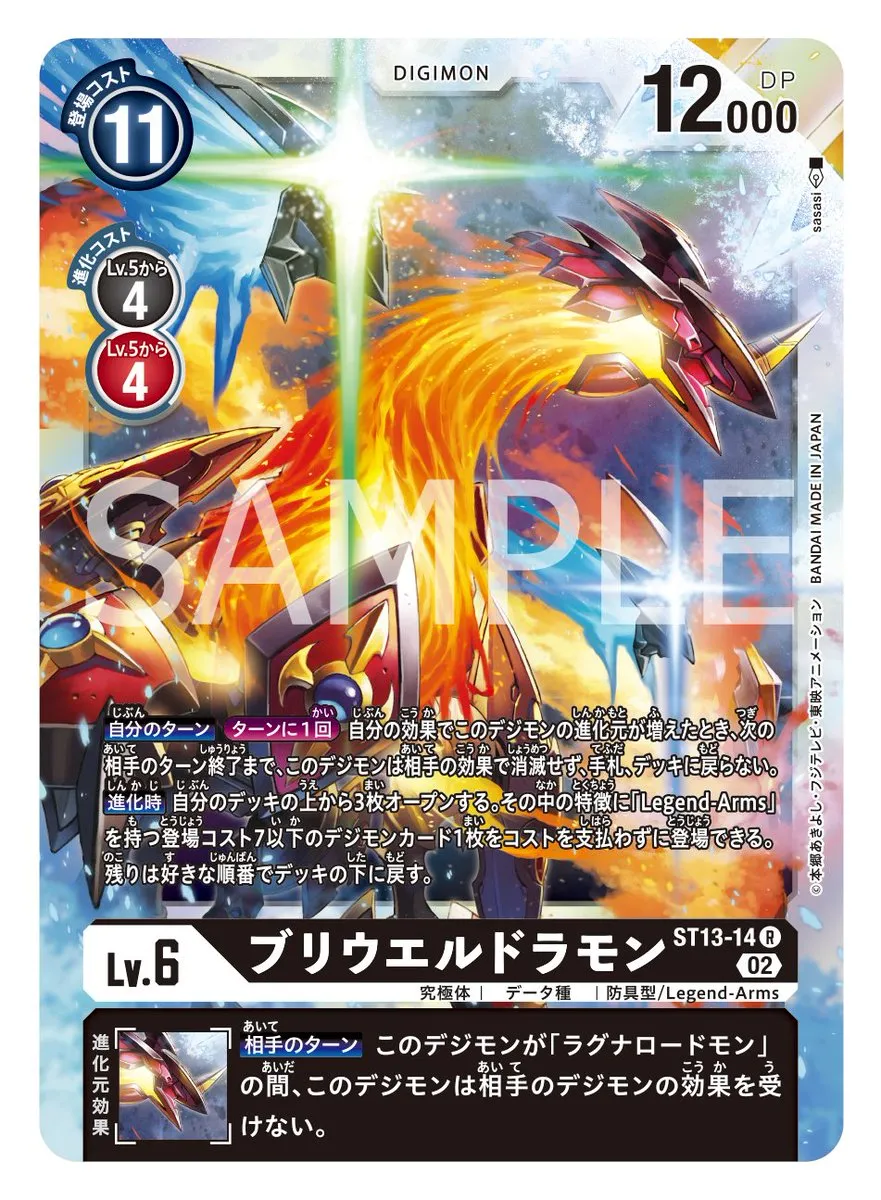 DIGIMON
登場コスト
11
12000
DP
進化コスト
Lv.5から
4
Lv.5から
4
sasasi
SAMPLE
©本郷あきよし・フジテレビ・東映アニメーション BANDAI MADE IN JAPAN
自分のターン ターンに1回 自分の効果でこのデジモンの進化元が増えたとき、次の
相手のターン終了まで、このデジモンは相手の効果で消滅せず、手札、デッキに戻らない。
進化時 自分のデッキの上から3枚オープンする。その中の特徴に「Legend-Arms」
を持つ登場コスト7以下のデジモンカード1枚をコストを支払わずに登場できる。
残りは好きな順番でデッキの下に戻す。
Lv.6
ブリウエルドラモン
ST13-14 R
02
究極体 | データ種 | 防具型/Legend-Arms
進化元効果
相手のターン このデジモンが「ラグナロードモン」
の間、このデジモンは相手のデジモンの効果を受
けない。